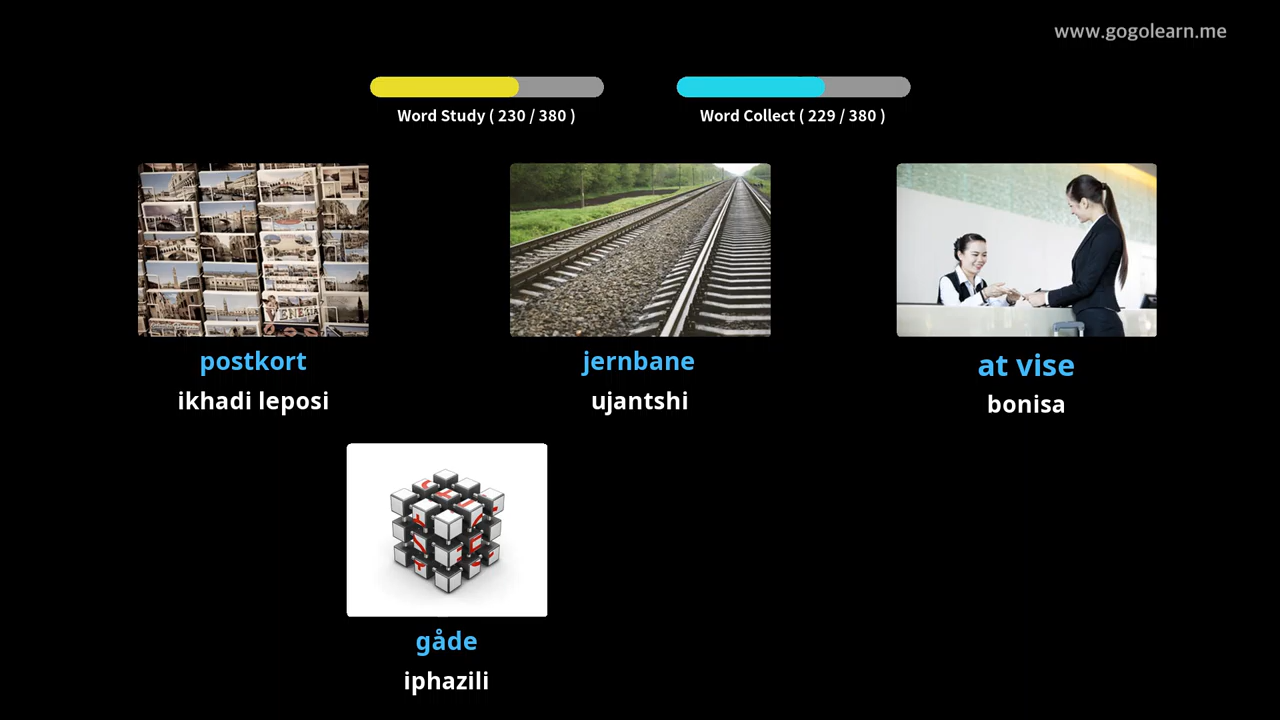 www.gogolearn.me
Word Study ( 230 / 380 )
Word Collect ( 229 / 380 )
postkort
ikhadi leposi
jernbane
ujantshi
at vise
bonisa
gåde
iphazili